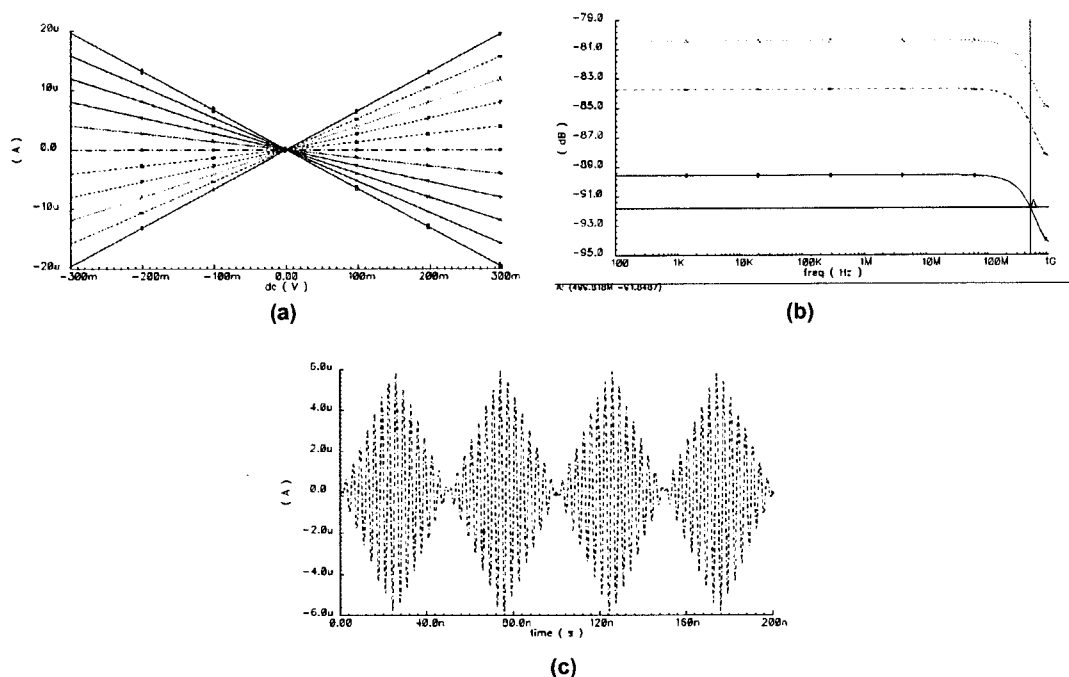 20u
10u
0.0
-10u
-20u
( A )
-300m
-200m
-100m
0.00
100m
200m
300m
dc ( V )
(a)
-79.0
-81.0
-83.0
-85.0
-87.0
-89.0
-91.0
-93.0
-95.0
( dB )
A
100
1K
10K
100K
1M
10M
100M
1G
freq ( Hz )
(b)
6.0u
4.0u
2.0u
0.0
-2.0u
-4.0u
-6.0u
( A )
0.00
40.0n
80.0n
120n
160n
200n
time ( s )
(c)